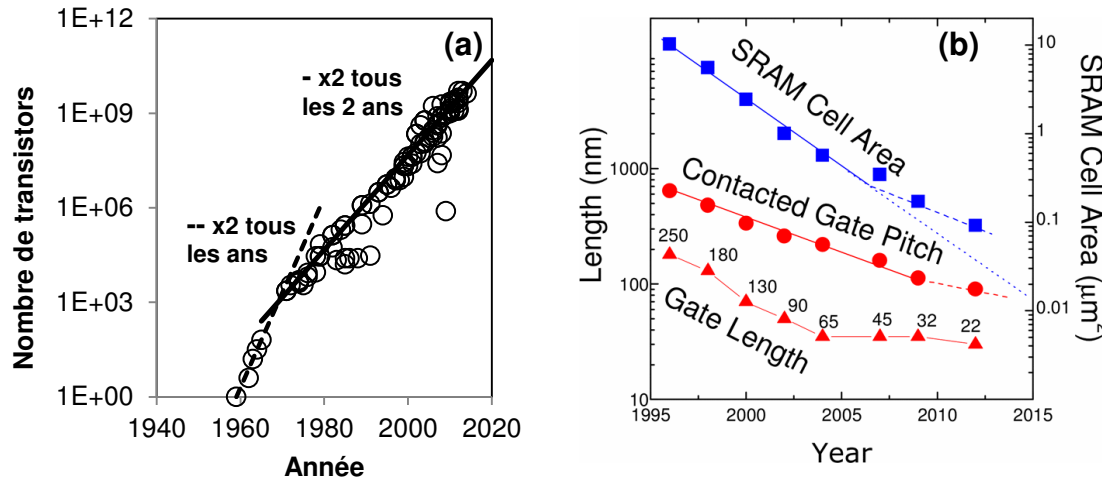 (a)
Nombre de transistors
1E+12
1E+09
1E+06
1E+03
1E+00
- x2 tous
les 2 ans
-- x2 tous
les ans
1940
1960
1980
2000
2020
Année
(b)
Length (nm)
1000
100
10
SRAM Cell Area
Contacted Gate Pitch
Gate Length
250
180
130
90
65
45
32
22
10
1
0.1
0.01
SRAM Cell Area (μm²)
1995
2000
2005
2010
2015
Year